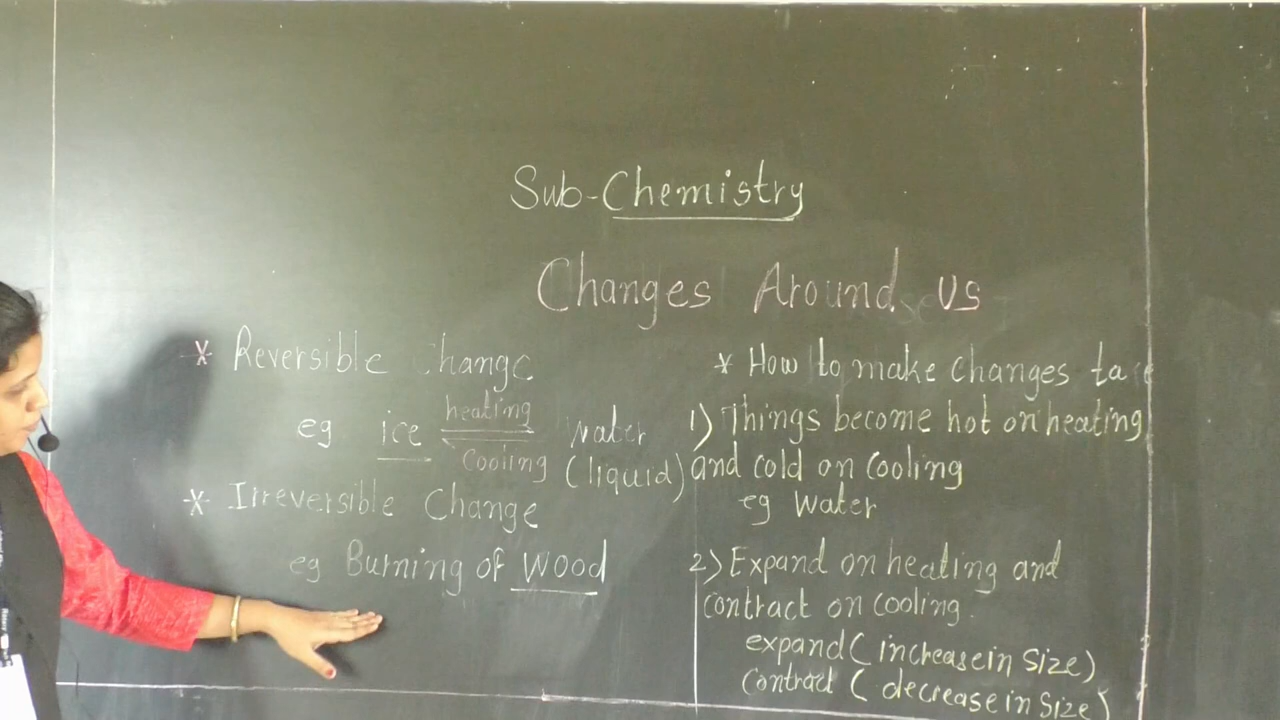 Sub-Chemistry
Changes Around us
* Reversible Change
eg ice heating water
cooling (liquid)
* Irreversible Change
eg Burning of wood
* How to make changes
1) Things become hot on heating
and cold on cooling
eg water
2) Expand on heating and
contract on cooling.
expand (increase in size)
contract (decrease in size)